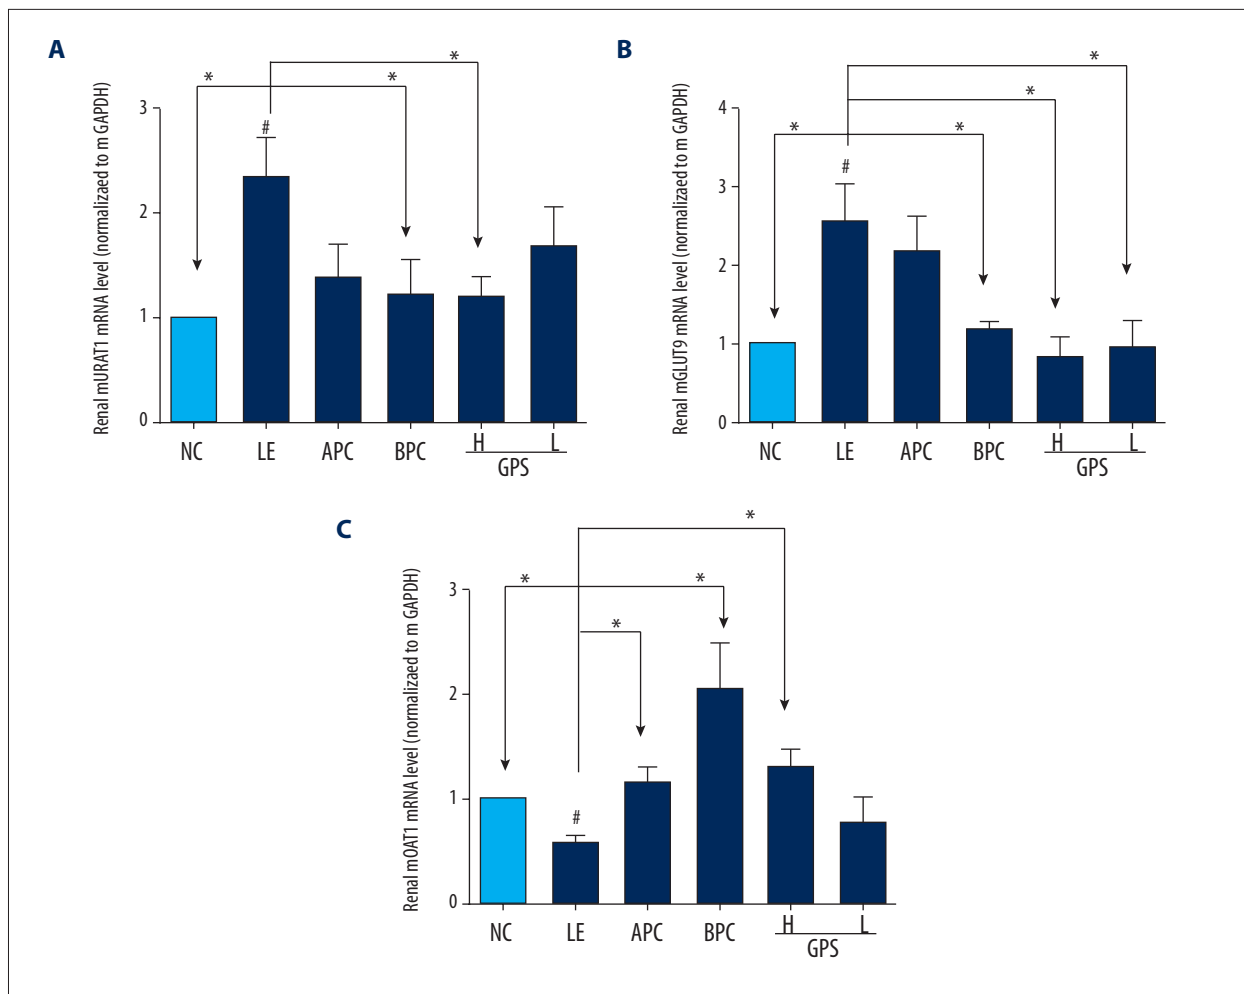 A
Renal mURAT1 mRNA level (normalizaed to m GAPDH)
3
2
1
0
*
*
*
#
NC LE APC BPC H L
GPS
B
Renal mGLUT9 mRNA level (normalizaed to m GAPDH)
4
3
2
1
0
*
*
*
*
#
NC LE APC BPC H L
GPS
C
Renal mOAT1 mRNA level (normalizaed to m GAPDH)
3
2
1
0
*
*
*
*
#
NC LE APC BPC H L
GPS